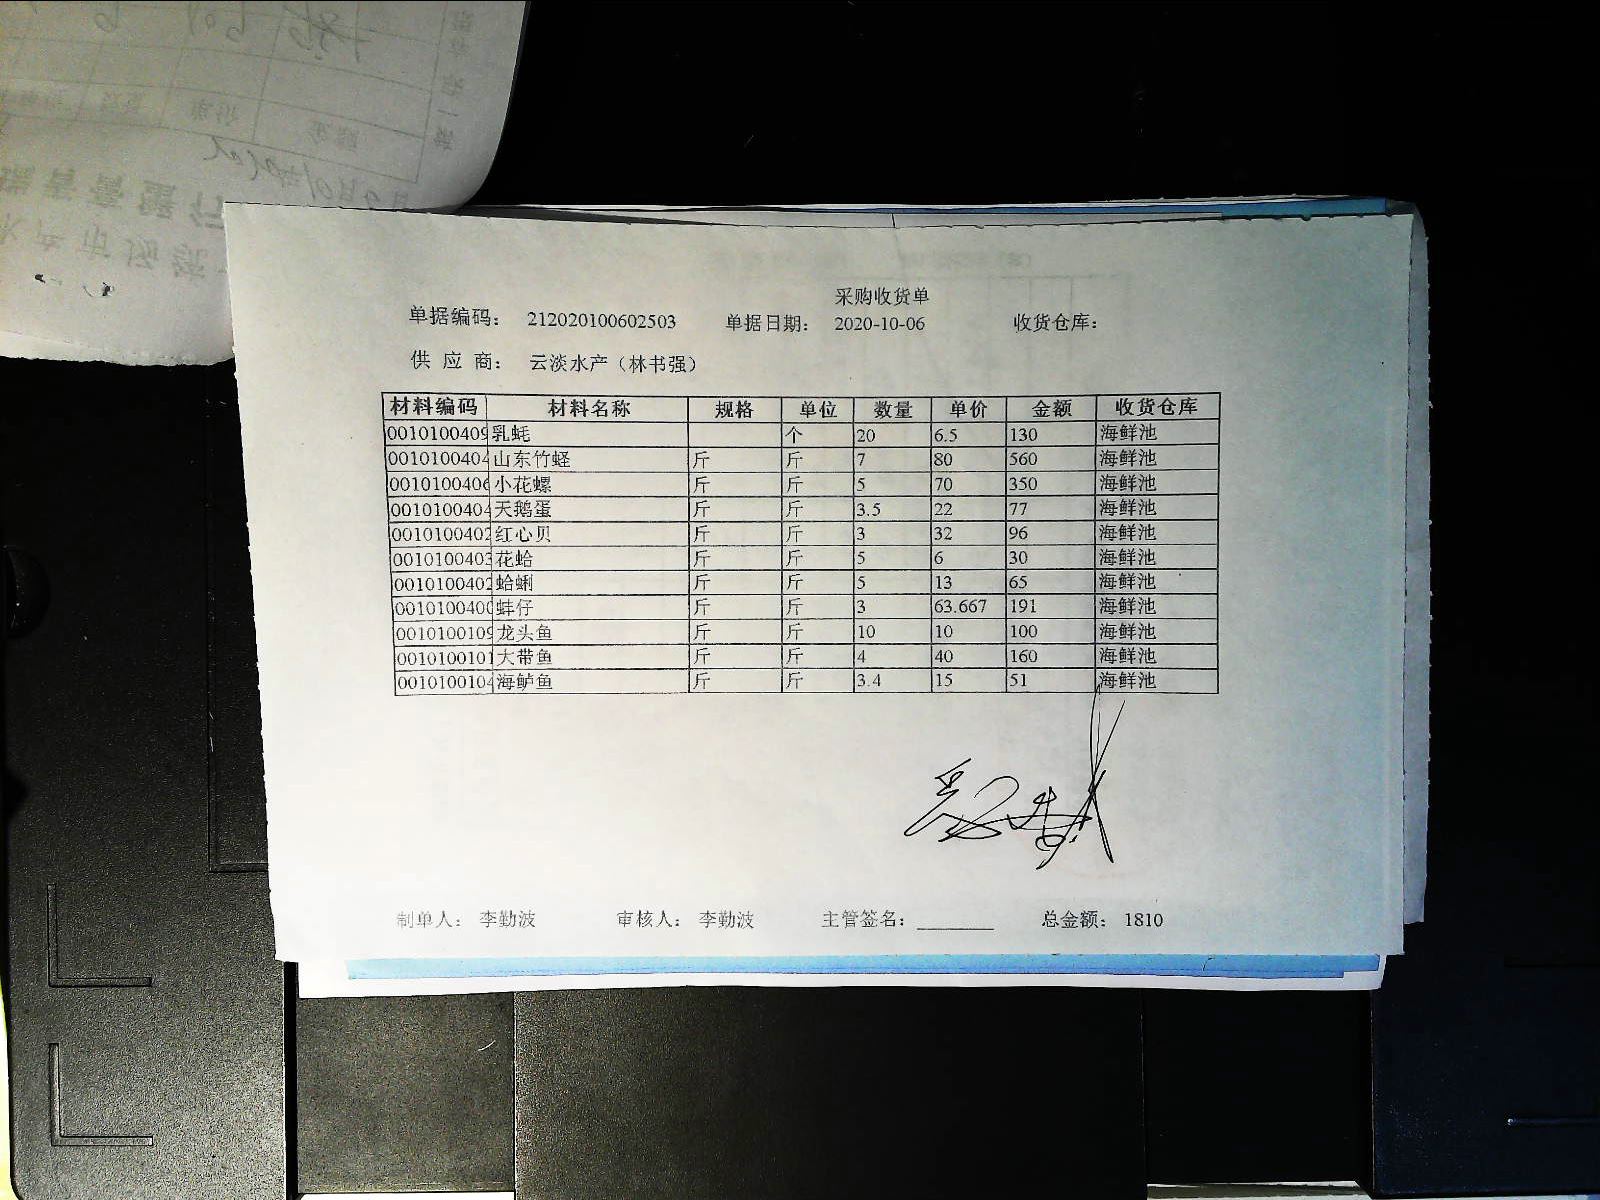 采购收货单
单据编码： 212020100602503 单据日期： 2020-10-06 收货仓库：
供 应 商： 云淡水产（林书强）
材料编码 材料名称 规格 单位 数量 单价 金额 收货仓库
0010100409 乳蚝 个 20 6.5 130 海鲜池
0010100404 山东竹蛏 斤 斤 7 80 560 海鲜池
0010100406 小花螺 斤 斤 5 70 350 海鲜池
0010100404 天鹅蛋 斤 斤 3.5 22 77 海鲜池
0010100402 红心贝 斤 斤 3 32 96 海鲜池
0010100403 花蛤 斤 斤 5 6 30 海鲜池
0010100402 蛤蜊 斤 斤 5 13 65 海鲜池
0010100400 蚌仔 斤 斤 3 63.667 191 海鲜池
0010100109 龙头鱼 斤 斤 10 10 100 海鲜池
0010100101 大带鱼 斤 斤 4 40 160 海鲜池
0010100104 海鲈鱼 斤 斤 3.4 15 51 海鲜池
制单人： 李勤波 审核人： 李勤波 主管签名： 总金额： 1810